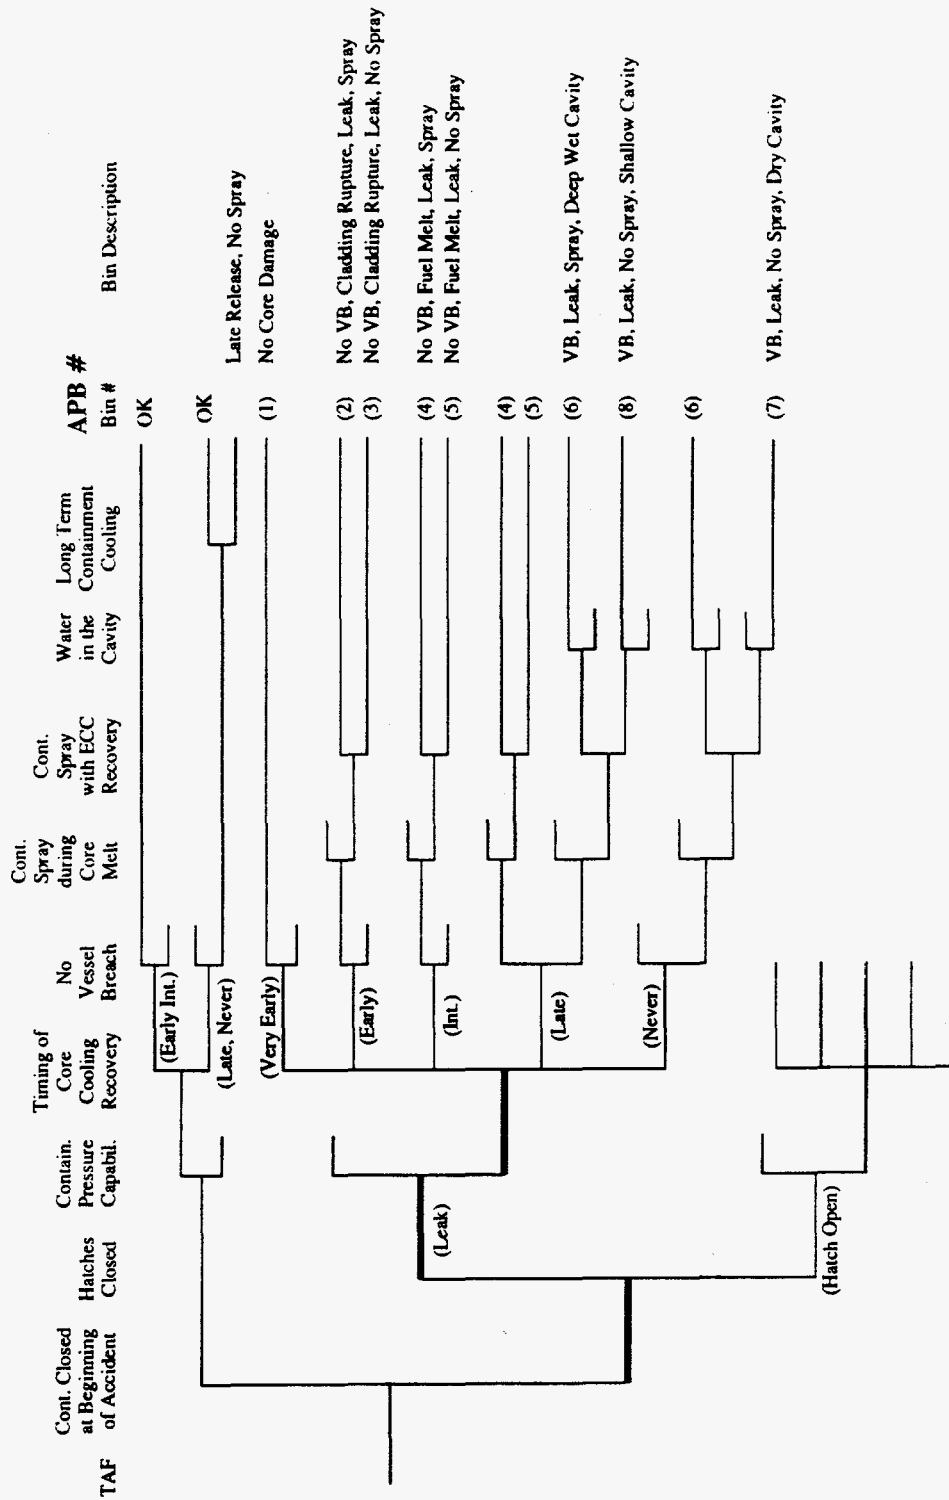 TAF
Cont. Closed
at Beginning
of Accident
Hatches
Closed
Contain.
Pressure
Capabil.
Timing of
Core
Cooling
Recovery
No
Vessel
Breach
Cont.
Spray
during
Core
Melt
Cont.
Spray
with ECC
Recovery
Water
in the
Cavity
Long Term
Containment
Cooling
APB #
Bin #
Bin Description
OK
(Early Int.)
OK
(Late, Never)
Late Release, No Spray
(Very Early)
(1) No Core Damage
(2) No VB, Cladding Rupture, Leak, Spray
(3) No VB, Cladding Rupture, Leak, No Spray
(Early)
(4) No VB, Fuel Melt, Leak, Spray
(5) No VB, Fuel Melt, Leak, No Spray
(Leak)
(Int.)
(4)
(5)
(Late)
(6) VB, Leak, Spray, Deep Wet Cavity
(8) VB, Leak, No Spray, Shallow Cavity
(Never)
(6)
(7) VB, Leak, No Spray, Dry Cavity
(Hatch Open)